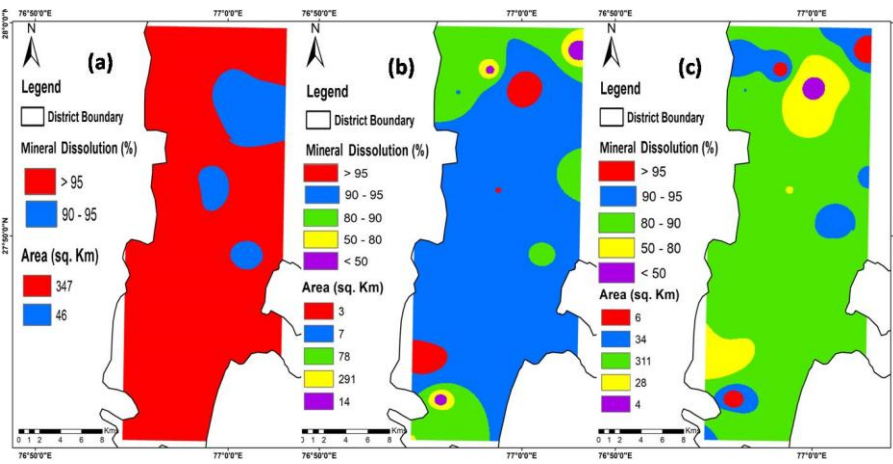 76°50'0"E 77°0'0"E 76°50'0"E 77°0'0"E 76°50'0"E 77°0'0"E
28°0'0"N
27°50'0"N
N
(a)
Legend
District Boundary
Mineral Dissolution (%)
> 95
90 - 95
Area (sq. Km)
347
46
0 1 2 4 6 8 Km
N
(b)
Legend
District Boundary
Mineral Dissolution (%)
> 95
90 - 95
80 - 90
50 - 80
< 50
Area (sq. Km)
3
7
78
291
14
0 1 2 4 6 8 Km
N
(c)
Legend
District Boundary
Mineral Dissolution (%)
> 95
90 - 95
80 - 90
50 - 80
< 50
Area (sq. Km)
6
34
311
28
4
0 1 2 4 6 8 Km
76°50'0"E 77°0'0"E 76°50'0"E 77°0'0"E 76°50'0"E 77°0'0"E
28°0'0"N
27°50'0"N